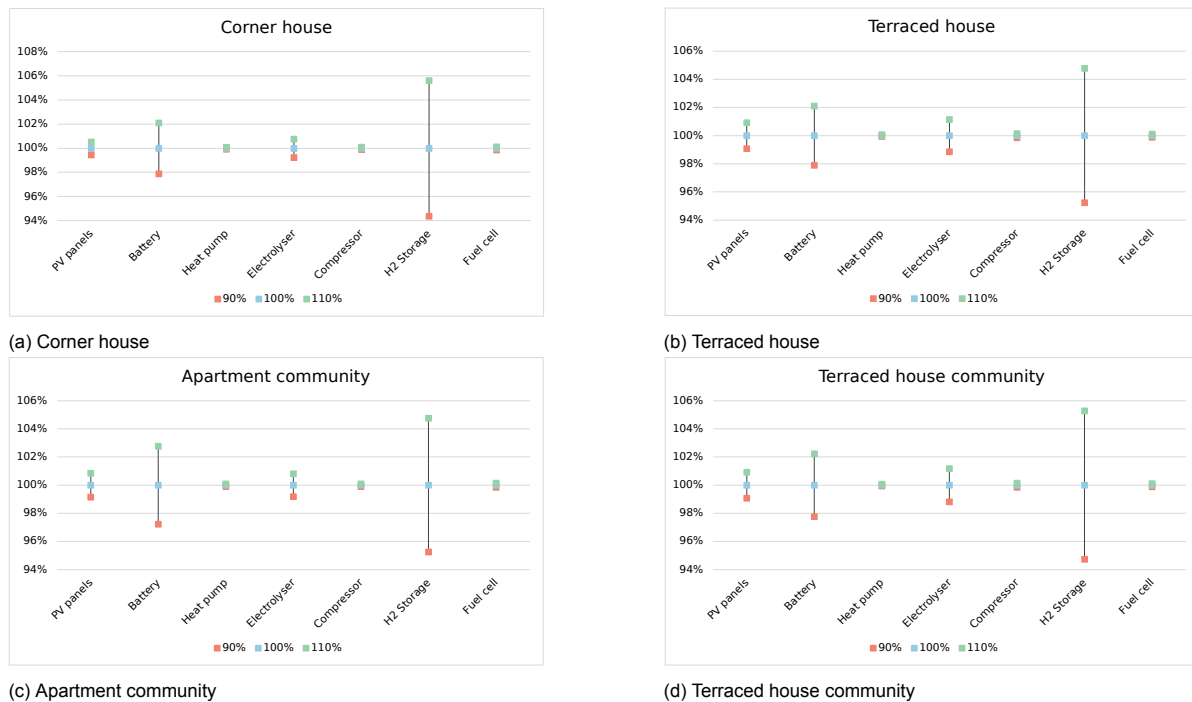 Corner house
108%
106%
104%
102%
100%
98%
96%
94%
PV panels
Battery
Heat pump
Electrolyser
Compressor
H2 Storage
Fuel cell
90% 100% 110%
(a) Corner house
Terraced house
106%
104%
102%
100%
98%
96%
94%
PV panels
Battery
Heat pump
Electrolyser
Compressor
H2 Storage
Fuel cell
90% 100% 110%
(b) Terraced house
Apartment community
106%
104%
102%
100%
98%
96%
94%
PV panels
Battery
Heat pump
Electrolyser
Compressor
H2 Storage
Fuel cell
90% 100% 110%
(c) Apartment community
Terraced house community
106%
104%
102%
100%
98%
96%
94%
PV panels
Battery
Heat pump
Electrolyser
Compressor
H2 Storage
Fuel cell
90% 100% 110%
(d) Terraced house community